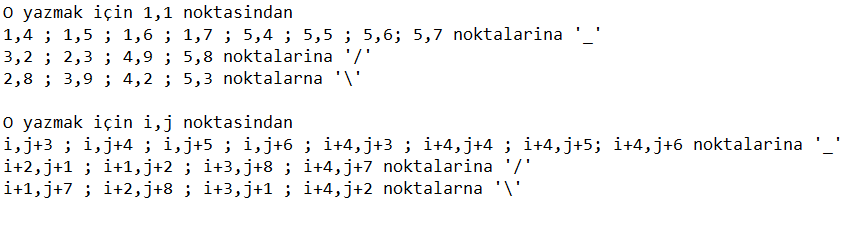 O yazmak için 1,1 noktasindan
1,4 ; 1,5 ; 1,6 ; 1,7 ; 5,4 ; 5,5 ; 5,6; 5,7 noktalarina '_'
3,2 ; 2,3 ; 4,9 ; 5,8 noktalarina '/'
2,8 ; 3,9 ; 4,2 ; 5,3 noktalarna '\'
O yazmak için i,j noktasindan
i,j+3 ; i,j+4 ; i,j+5 ; i,j+6 ; i+4,j+3 ; i+4,j+4 ; i+4,j+5; i+4,j+6 noktalarina '_'
i+2,j+1 ; i+1,j+2 ; i+3,j+8 ; i+4,j+7 noktalarina '/'
i+1,j+7 ; i+2,j+8 ; i+3,j+1 ; i+4,j+2 noktalarna '\'